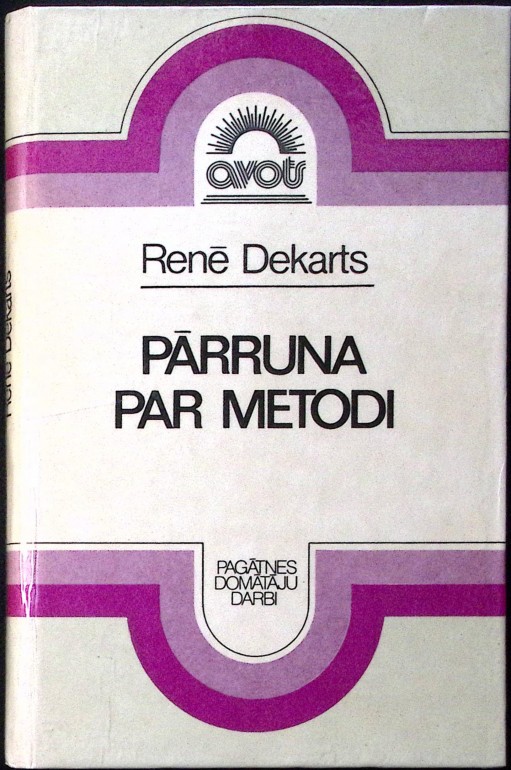 avots
Renē Dekarts
PĀRRUNA
PAR METODI
PAGĀTNES
DOMĀTĀJU
DARBI
Renē Dekarts